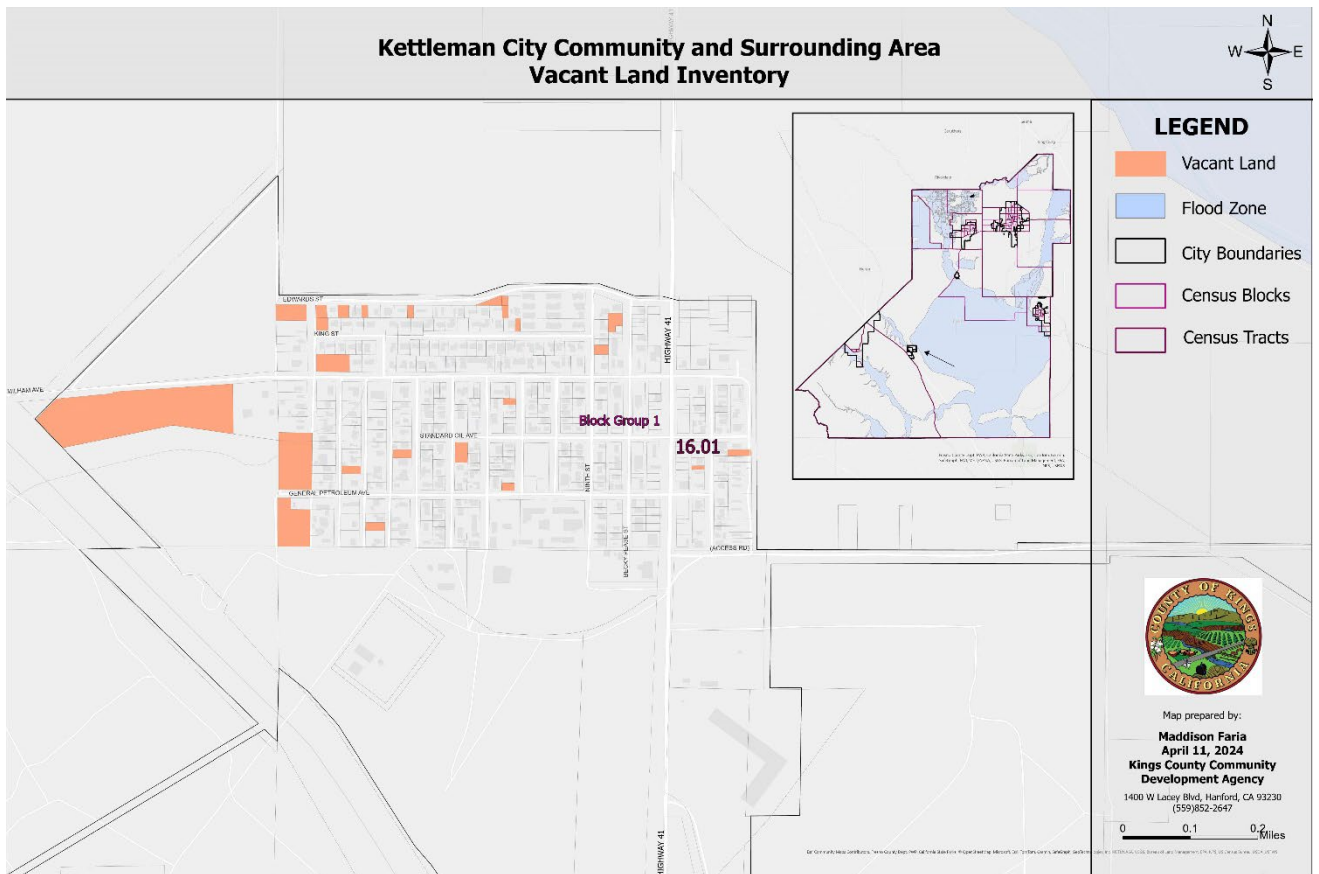 Kettleman City Community and Surrounding Area
Vacant Land Inventory
N
W E
S
LEGEND
Vacant Land
Flood Zone
City Boundaries
Census Blocks
Census Tracts
EDWARDS ST
KING ST
HIGHWAY 41
MILHAM AVE
Block Group 1
STANDARD OIL AVE
16.01
NINTH ST
GENERAL PETROLEUM AVE
BECKY PEASE ST
(ACCESS RD)
HIGHWAY 41
COUNTY OF KINGS
CALIFORNIA
Map prepared by:
Maddison Faria
April 11, 2024
Kings County Community
Development Agency
1400 W Lacey Blvd, Hanford, CA 93230
(559)852-2647
0 0.1 0.2
Miles